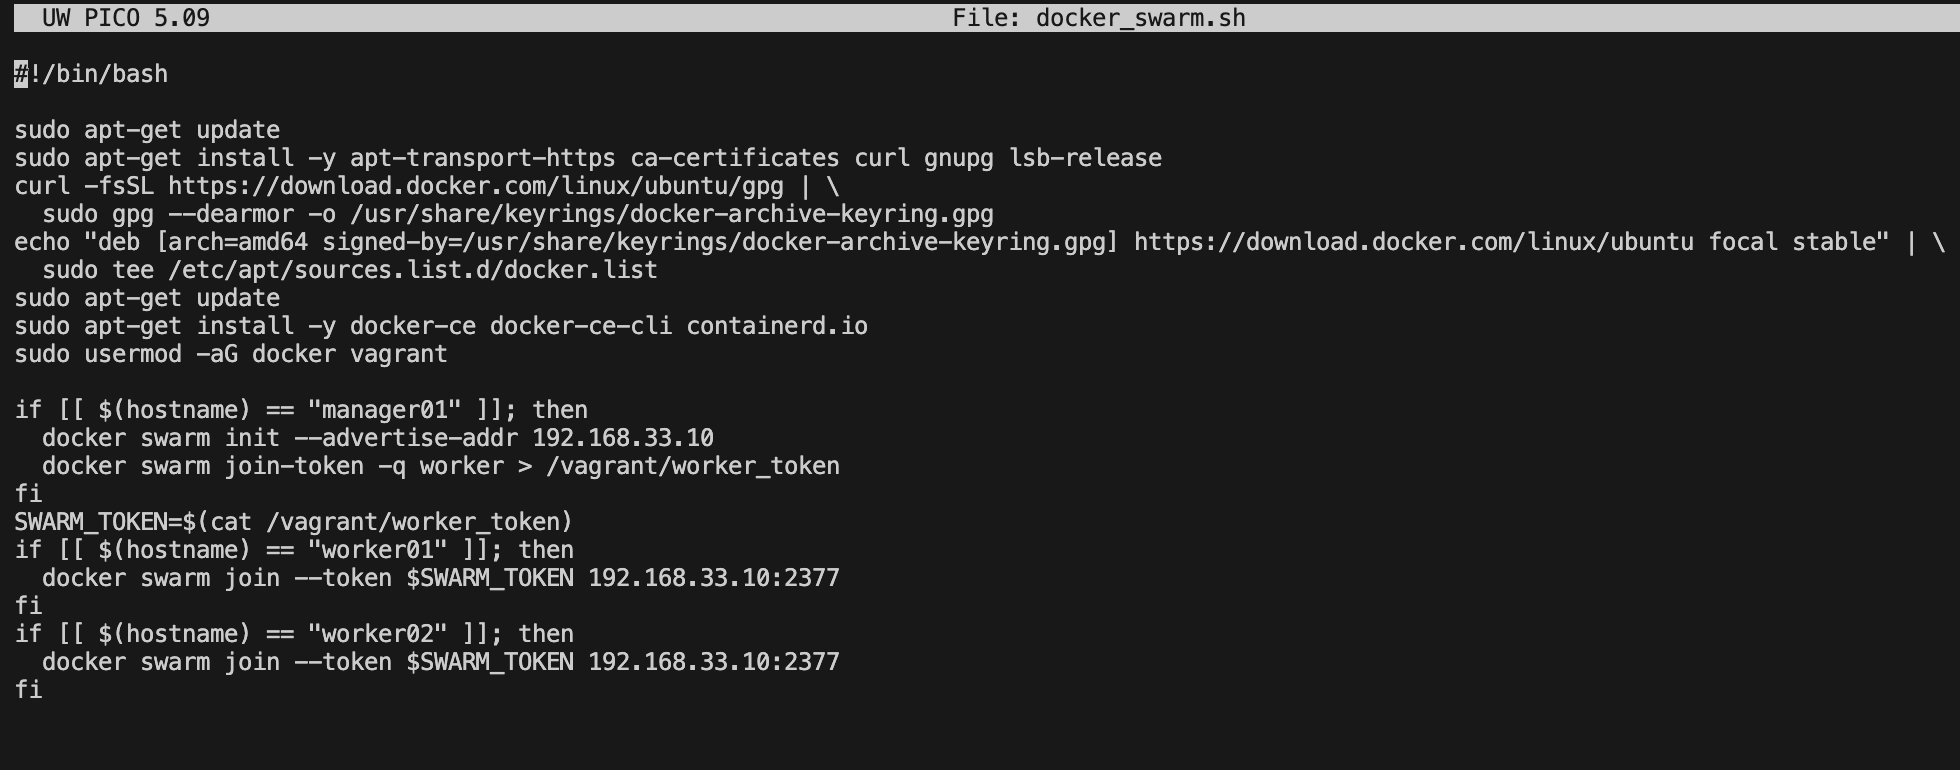 UW PICO 5.09 File: docker_swarm.sh
#!/bin/bash
sudo apt-get update
sudo apt-get install -y apt-transport-https ca-certificates curl gnupg lsb-release
curl -fsSL https://download.docker.com/linux/ubuntu/gpg | \
  sudo gpg --dearmor -o /usr/share/keyrings/docker-archive-keyring.gpg
echo "deb [arch=amd64 signed-by=/usr/share/keyrings/docker-archive-keyring.gpg] https://download.docker.com/linux/ubuntu focal stable" | \
  sudo tee /etc/apt/sources.list.d/docker.list
sudo apt-get update
sudo apt-get install -y docker-ce docker-ce-cli containerd.io
sudo usermod -aG docker vagrant
if [[ $(hostname) == "manager01" ]]; then
  docker swarm init --advertise-addr 192.168.33.10
  docker swarm join-token -q worker > /vagrant/worker_token
fi
SWARM_TOKEN=$(cat /vagrant/worker_token)
if [[ $(hostname) == "worker01" ]]; then
  docker swarm join --token $SWARM_TOKEN 192.168.33.10:2377
fi
if [[ $(hostname) == "worker02" ]]; then
  docker swarm join --token $SWARM_TOKEN 192.168.33.10:2377
fi